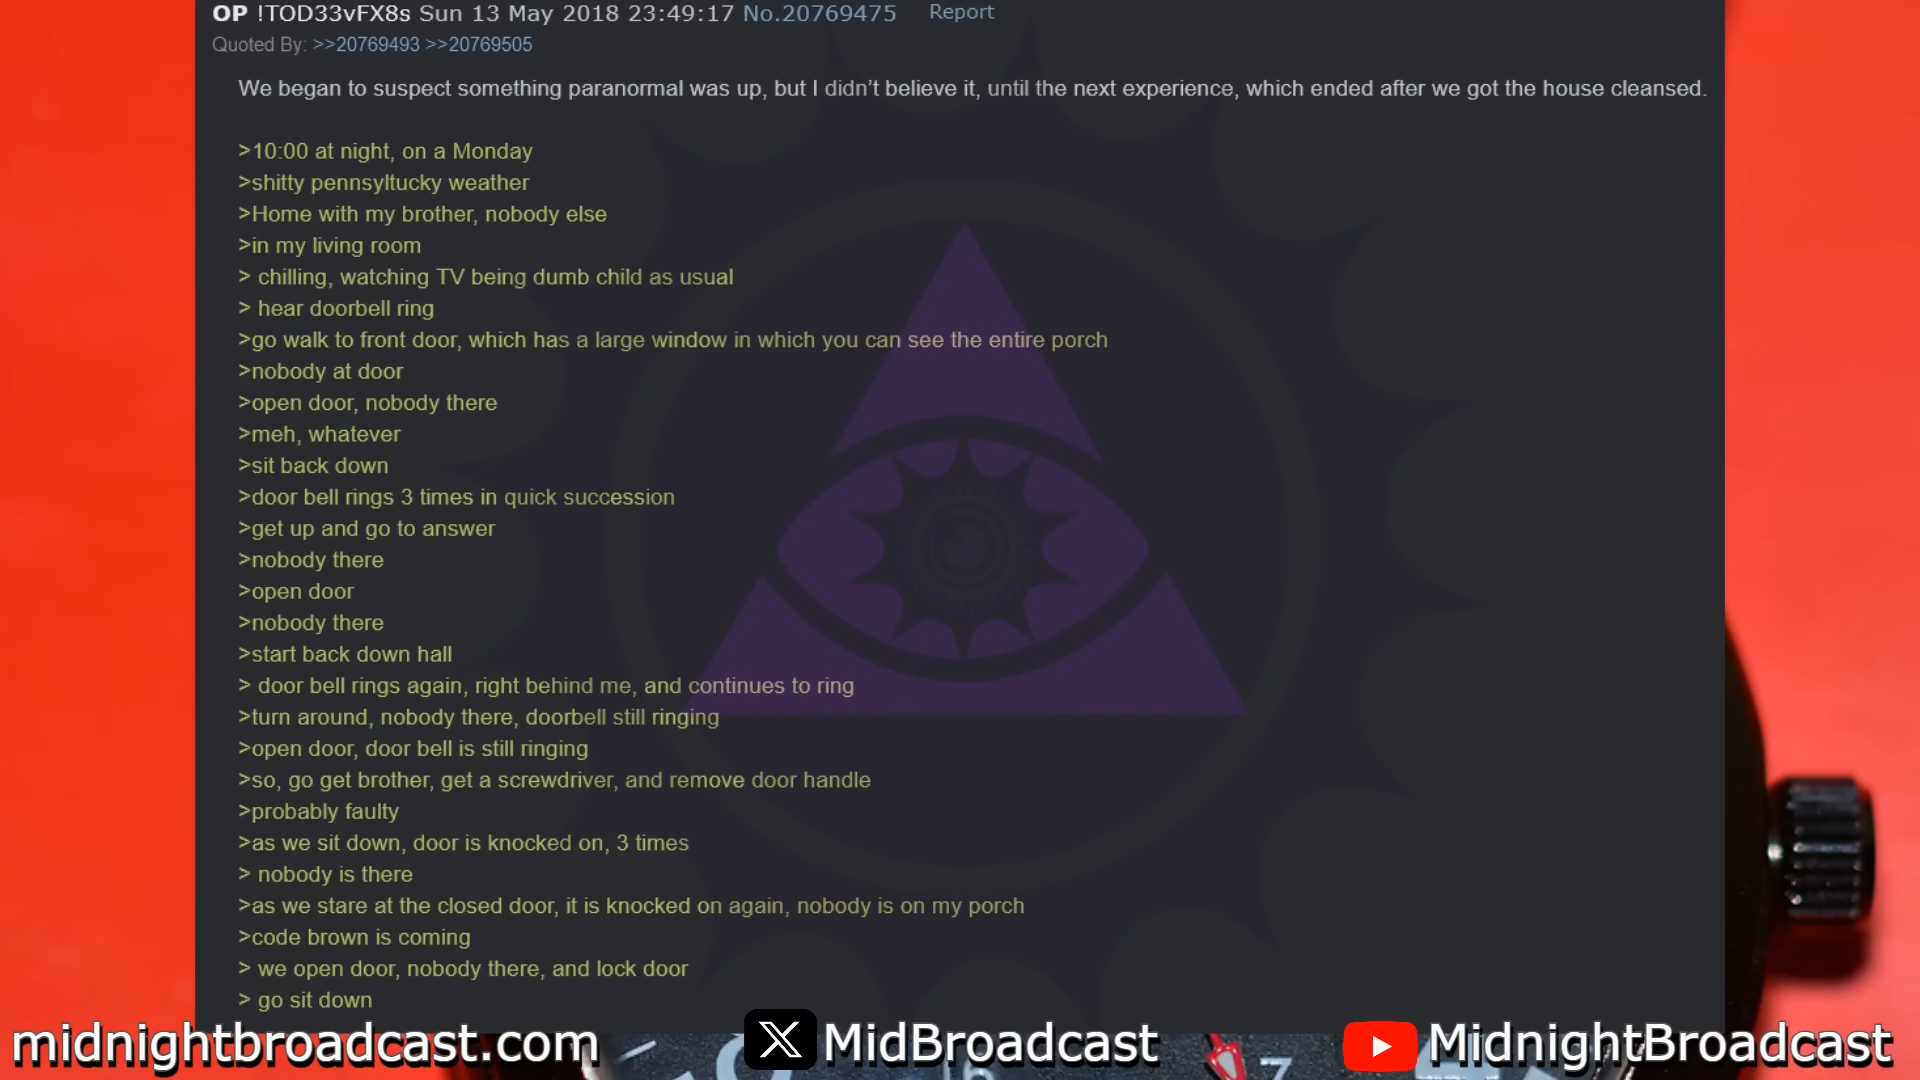 OP !TOD33vFX8s Sun 13 May 2018 23:49:17 No.20769475 Report
Quoted By: >>20769493 >>20769505
We began to suspect something paranormal was up, but I didn’t believe it, until the next experience, which ended after we got the house cleansed.
>10:00 at night, on a Monday
>shitty pennsyltucky weather
>Home with my brother, nobody else
>in my living room
> chilling, watching TV being dumb child as usual
> hear doorbell ring
>go walk to front door, which has a large window in which you can see the entire porch
>nobody at door
>open door, nobody there
>meh, whatever
>sit back down
>door bell rings 3 times in quick succession
>get up and go to answer
>nobody there
>open door
>nobody there
>start back down hall
> door bell rings again, right behind me, and continues to ring
>turn around, nobody there, doorbell still ringing
>open door, door bell is still ringing
>so, go get brother, get a screwdriver, and remove door handle
>probably faulty
>as we sit down, door is knocked on, 3 times
> nobody is there
>as we stare at the closed door, it is knocked on again, nobody is on my porch
>code brown is coming
> we open door, nobody there, and lock door
> go sit down
midnightbroadcast.com MidBroadcast MidnightBroadcast
6 7